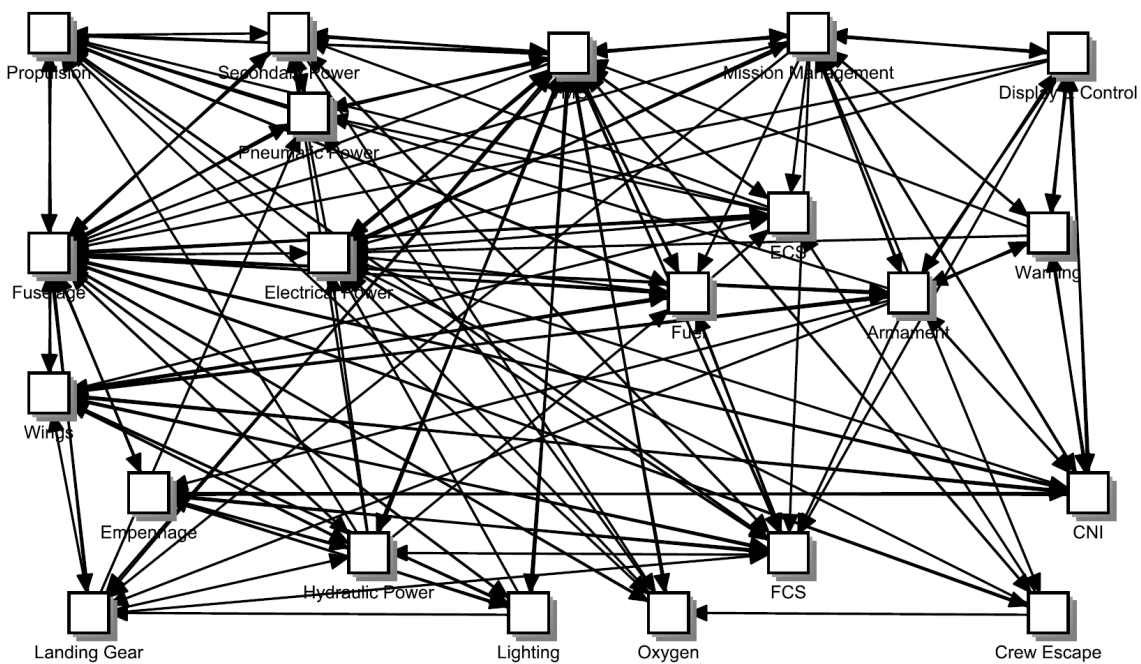 Propulsion
Secondary Power
Mission Management
Display & Control
Pneumatic Power
Fuselage
Electrical Power
ECS
Warning
Fuel
Armament
Wings
Empennage
CNI
Hydraulic Power
FCS
Landing Gear
Lighting
Oxygen
Crew Escape